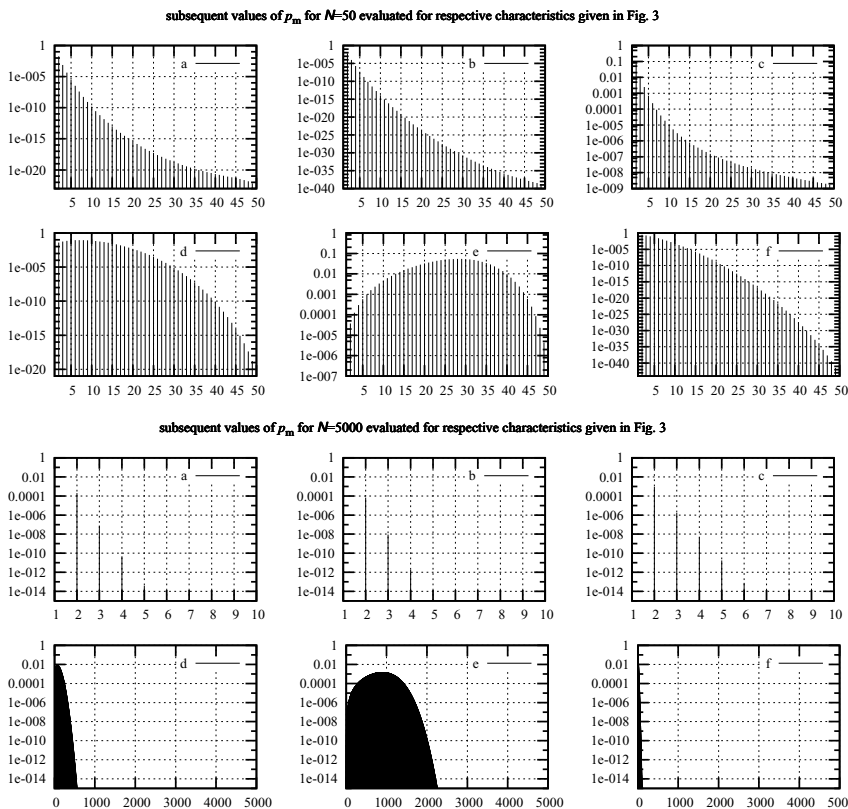 subsequent values of pm for N=50 evaluated for respective characteristics given in Fig. 3
1 1 1
a b c
1e-005 1e-005 0.1
1e-010 1e-010 0.01
1e-015 1e-015 0.001
1e-020 1e-020 0.0001
1e-025 1e-005
1e-030 1e-006
1e-035 1e-007
1e-040 1e-008
1e-009
5 10 15 20 25 30 35 40 45 50 5 10 15 20 25 30 35 40 45 50 5 10 15 20 25 30 35 40 45 50
1 1 1
d e f
1e-005 0.1 1e-005
1e-010 0.01 1e-010
1e-015 0.001 1e-015
1e-020 0.0001 1e-020
1e-005 1e-025
1e-006 1e-030
1e-007 1e-035
1e-040
5 10 15 20 25 30 35 40 45 50 5 10 15 20 25 30 35 40 45 50 5 10 15 20 25 30 35 40 45 50
subsequent values of pm for N=5000 evaluated for respective characteristics given in Fig. 3
1 1 1
a b c
0.01 0.01 0.01
0.0001 0.0001 0.0001
1e-006 1e-006 1e-006
1e-008 1e-008 1e-008
1e-010 1e-010 1e-010
1e-012 1e-012 1e-012
1e-014 1e-014 1e-014
1 2 3 4 5 6 7 8 9 10 1 2 3 4 5 6 7 8 9 10 1 2 3 4 5 6 7 8 9 10
1 1 1
d e f
0.01 0.01 0.01
0.0001 0.0001 0.0001
1e-006 1e-006 1e-006
1e-008 1e-008 1e-008
1e-010 1e-010 1e-010
1e-012 1e-012 1e-012
1e-014 1e-014 1e-014
0 1000 2000 3000 4000 5000 0 1000 2000 3000 4000 5000 0 1000 2000 3000 4000 5000